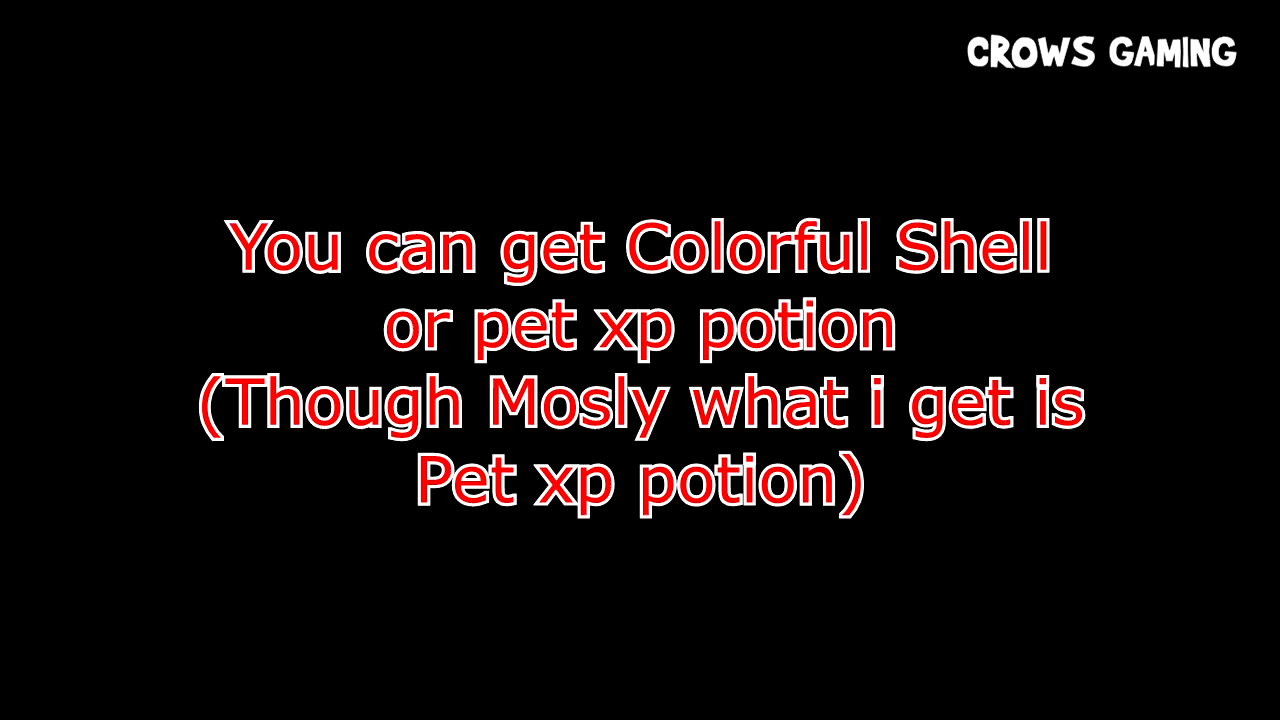 CROWS GAMING
You can get Colorful Shell
or pet xp potion
(Though Mosly what i get is
Pet xp potion)